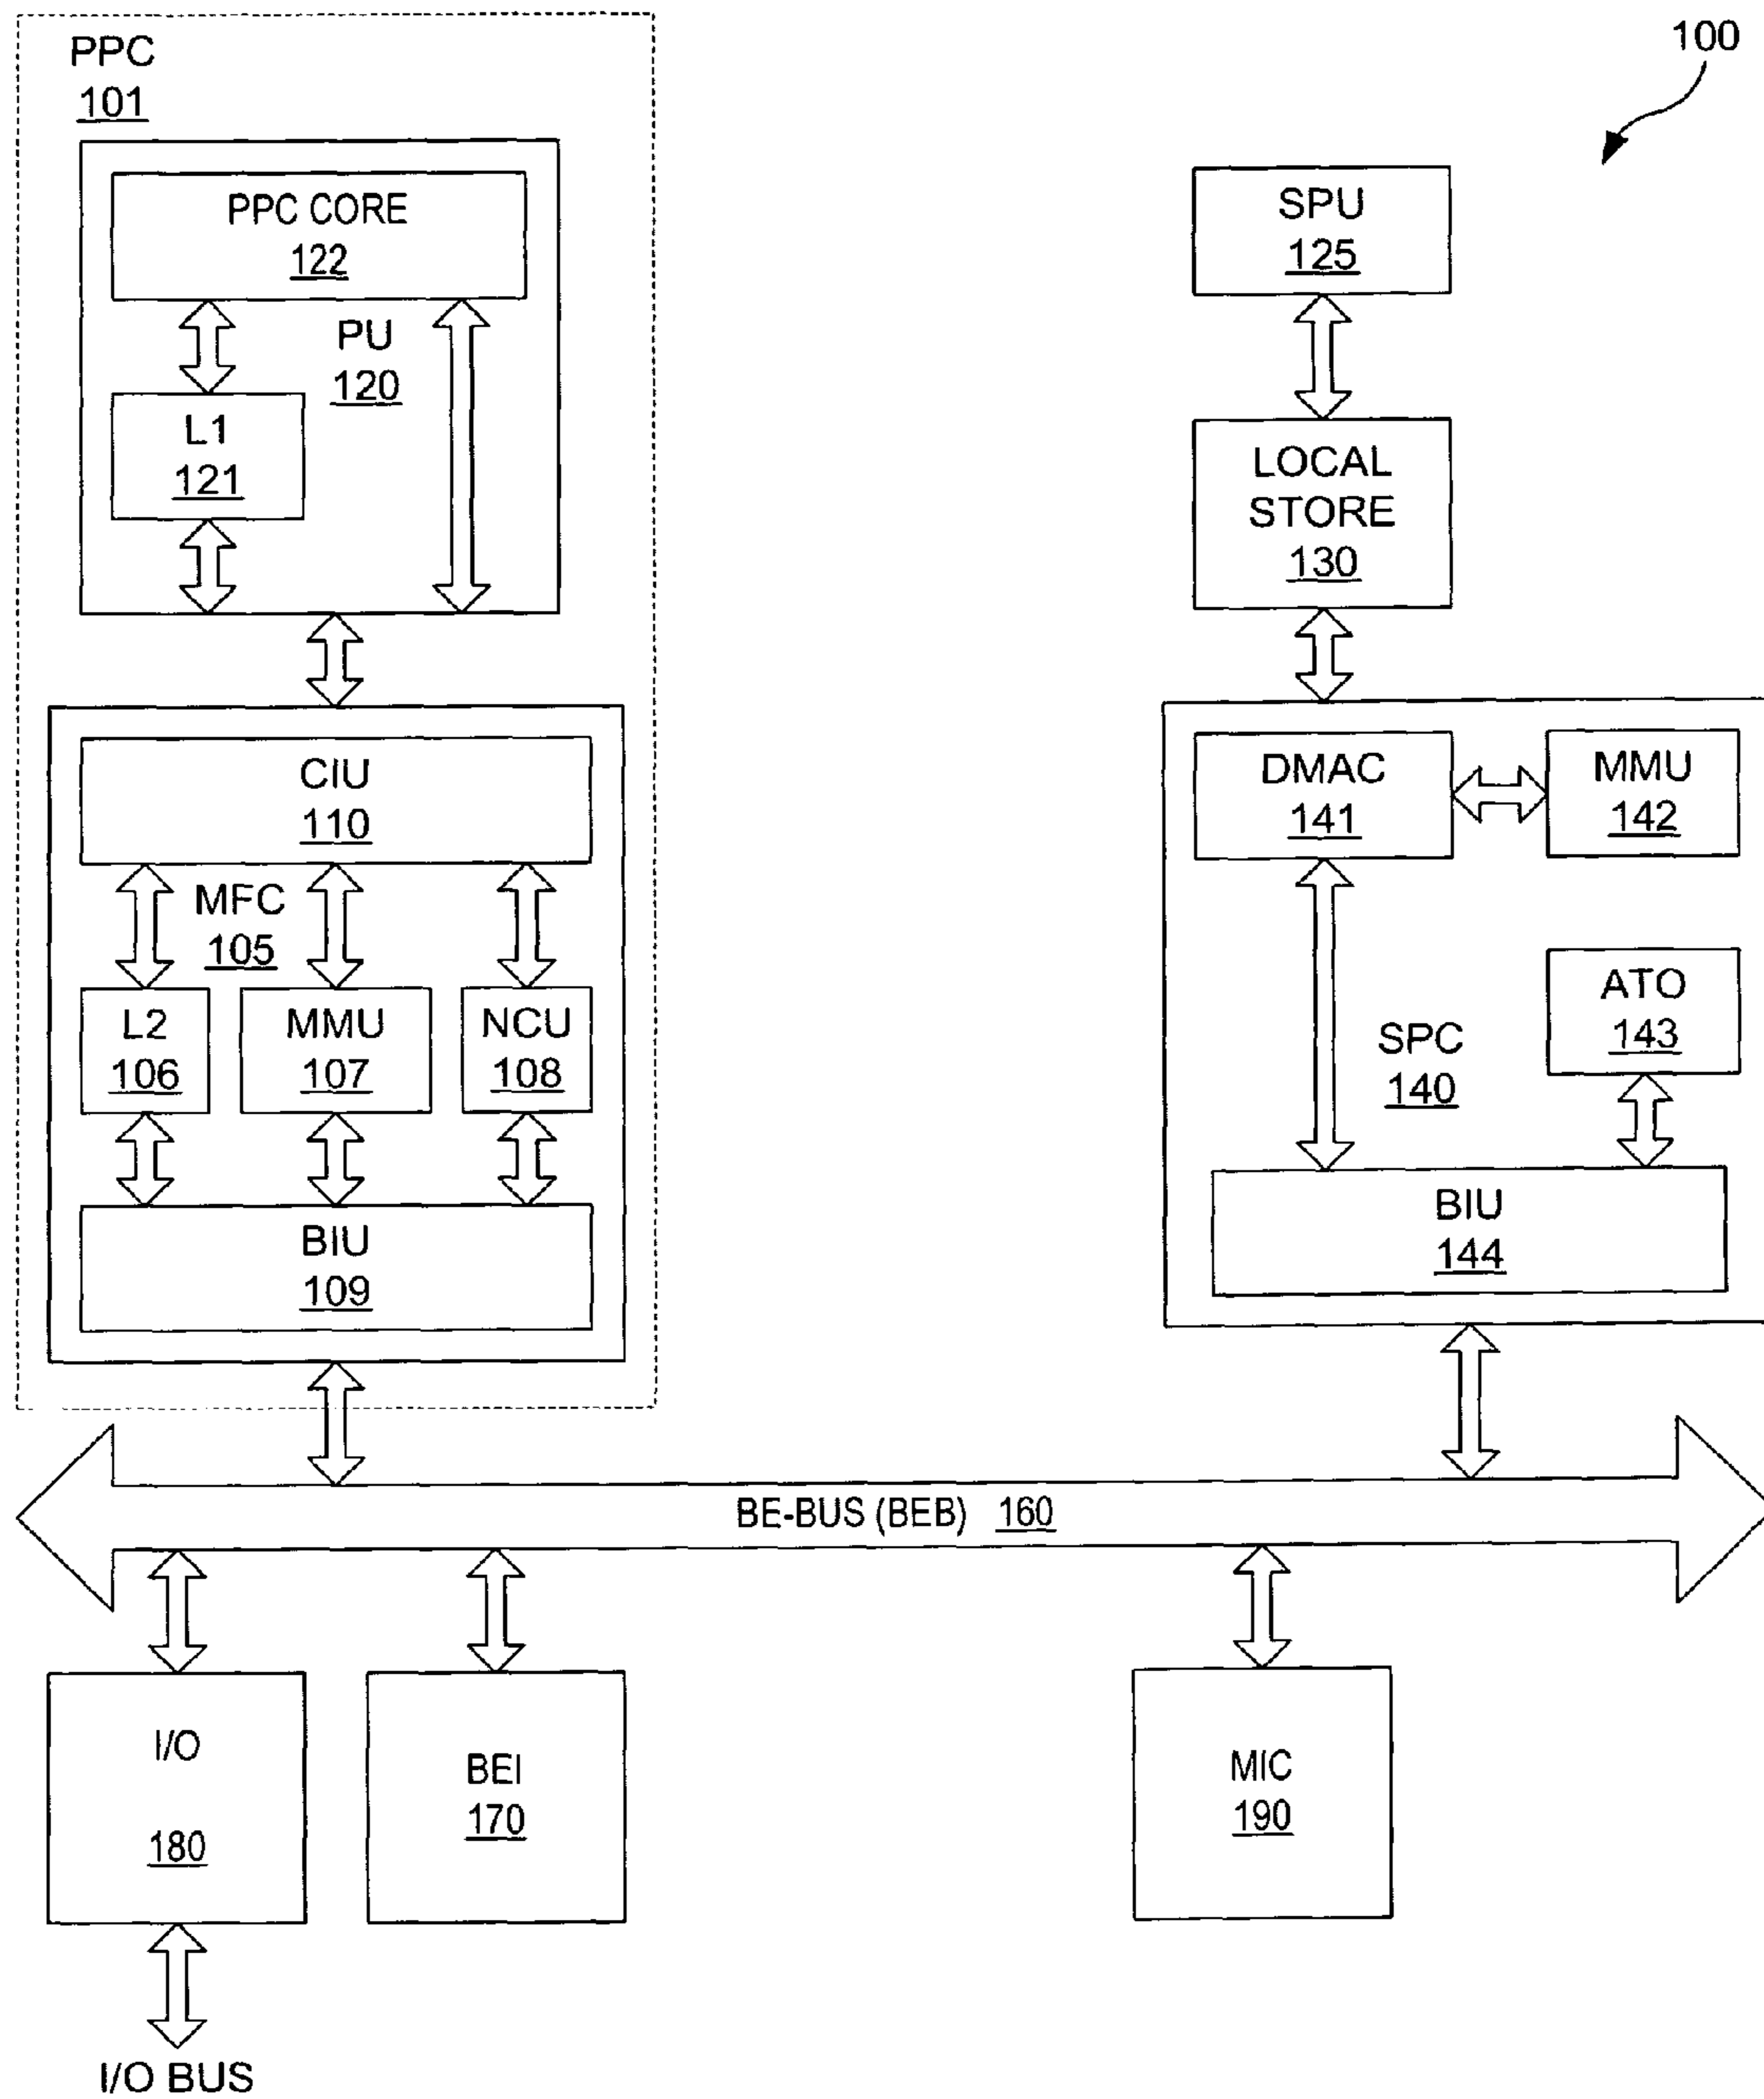 100
PPC
101
PPC CORE
122
PU
120
L1
121
CIU
110
MFC
105
L2
106
MMU
107
NCU
108
BIU
109
SPU
125
LOCAL
STORE
130
DMAC
141
MMU
142
ATO
143
SPC
140
BIU
144
BE-BUS (BEB) 160
I/O
180
BEI
170
MIC
190
I/O BUS